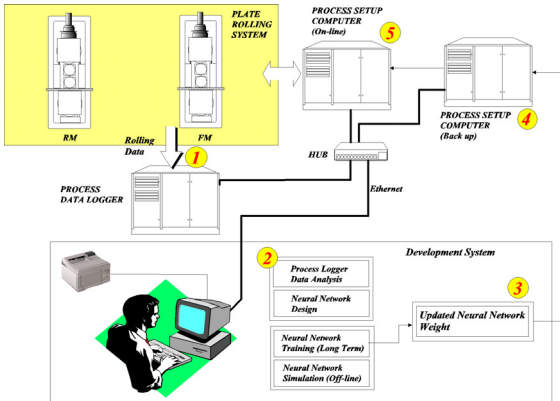 PLATE ROLLING
SYSTEM
PROCESS SETUP
COMPUTER
(On-line)
5
RM
FM
PROCESS SETUP
COMPUTER
(Back up)
4
Rolling
Data
1
HUB
Ethernet
PROCESS
DATA LOGGER
Development System
2
Process Logger
Data Analysis
Neural Network
Design
3
Updated Neural Network
Weight
Neural Network
Training (Long Term)
Neural Network
Simulation (Off-line)